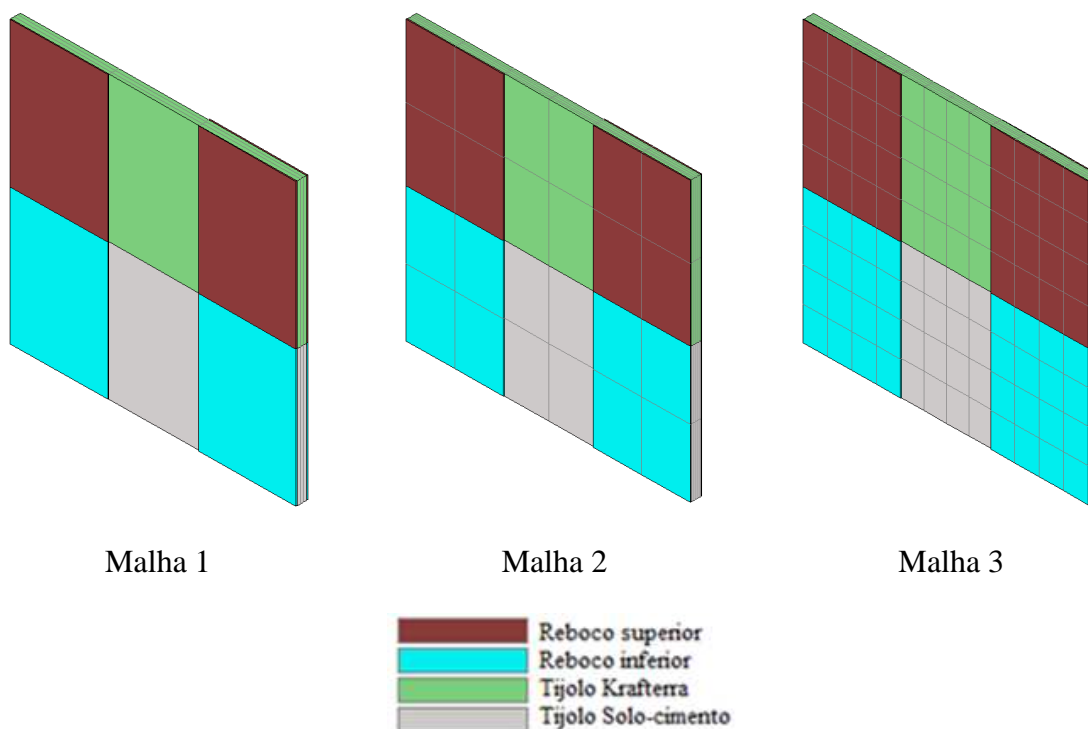 Malha 1 Malha 2 Malha 3
Reboco superior
Reboco inferior
Tijolo Krafterra
Tijolo Solo-cimento